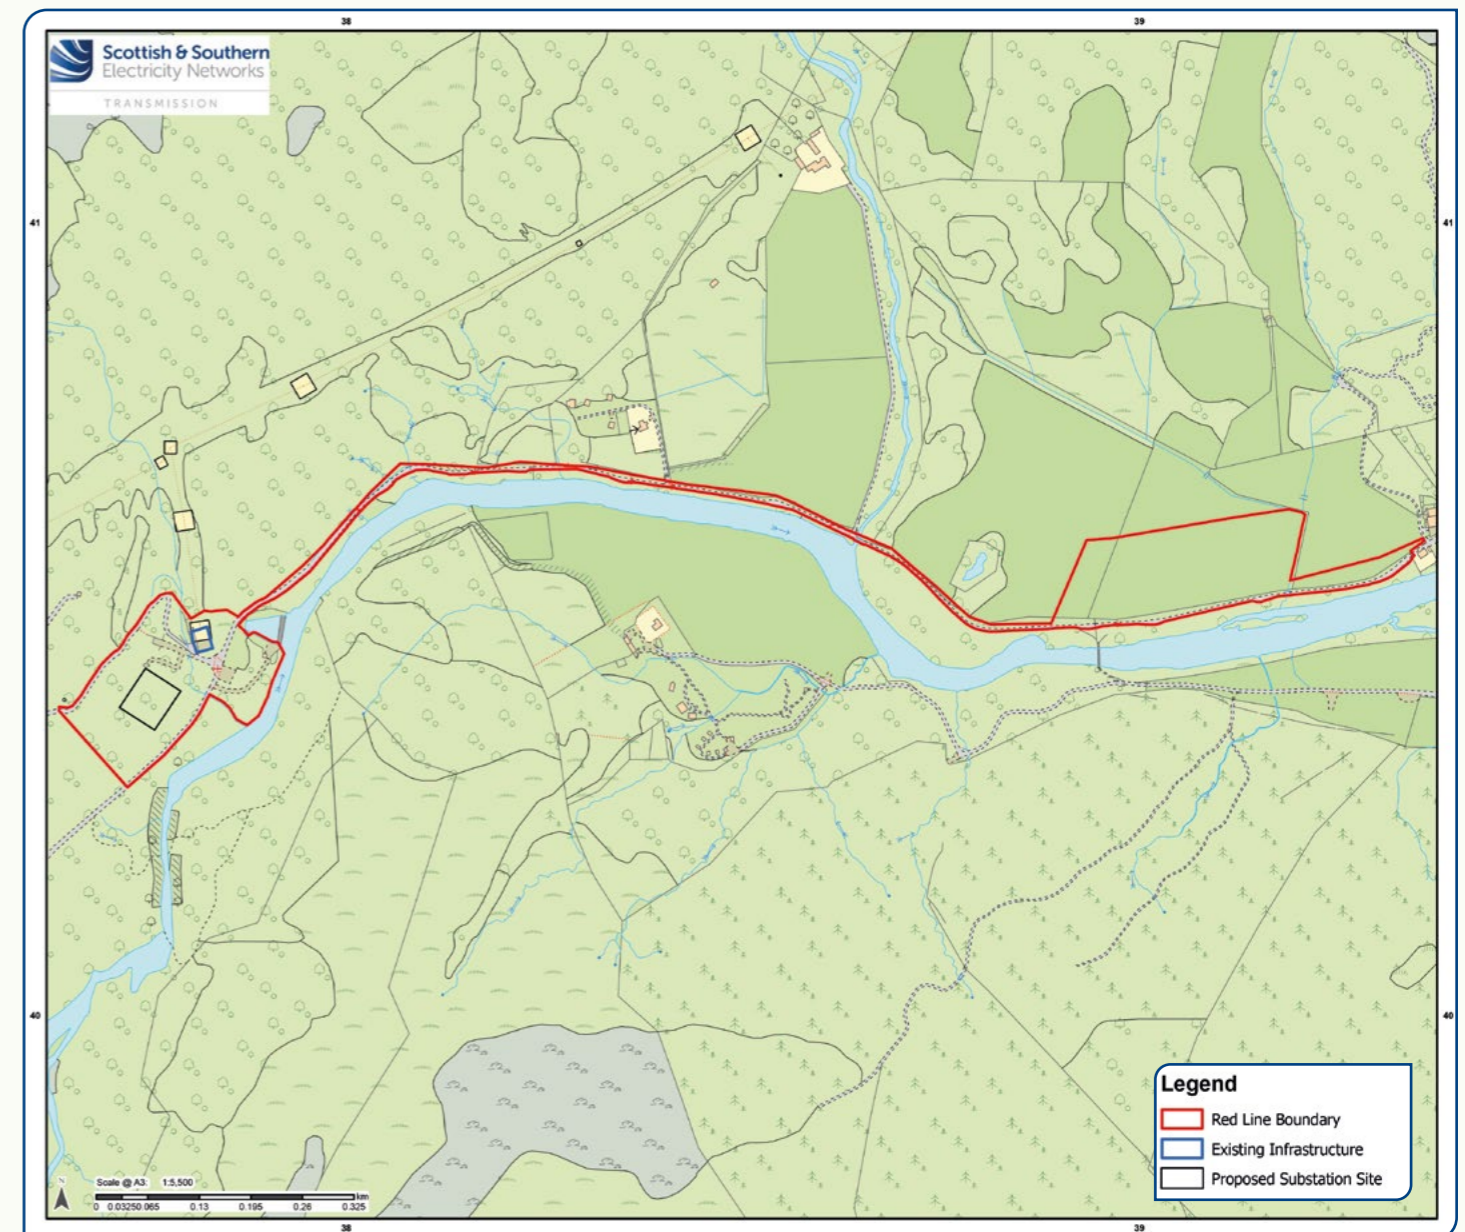 38 39
Scottish & Southern
Electricity Networks
TRANSMISSION
41 41
40 40
Legend
Red Line Boundary
Existing Infrastructure
Proposed Substation Site
N
Scale @ A3: 1:5,500
km
0 0.03250.065 0.13 0.195 0.26 0.325
38 39